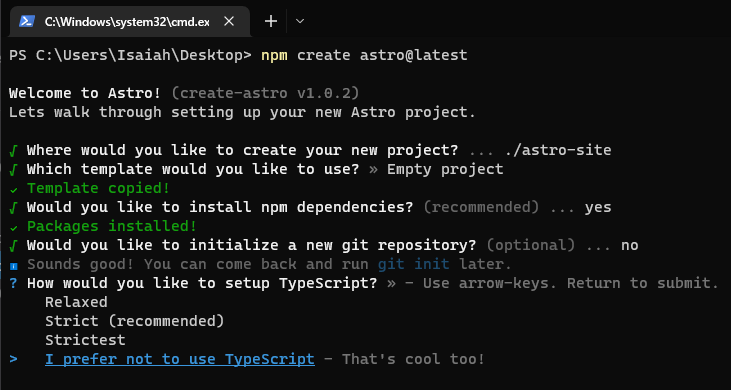 C:\Windows\system32\cmd.ex
PS C:\Users\Isaiah\Desktop> npm create astro@latest
Welcome to Astro! (create-astro v1.0.2)
Lets walk through setting up your new Astro project.
√ Where would you like to create your new project? ... ./astro-site
√ Which template would you like to use? » Empty project
✓ Template copied!
√ Would you like to install npm dependencies? (recommended) ... yes
✓ Packages installed!
√ Would you like to initialize a new git repository? (optional) ... no
ℹ Sounds good! You can come back and run git init later.
? How would you like to setup TypeScript? » - Use arrow-keys. Return to submit.
Relaxed
Strict (recommended)
Strictest
> I prefer not to use TypeScript - That's cool too!